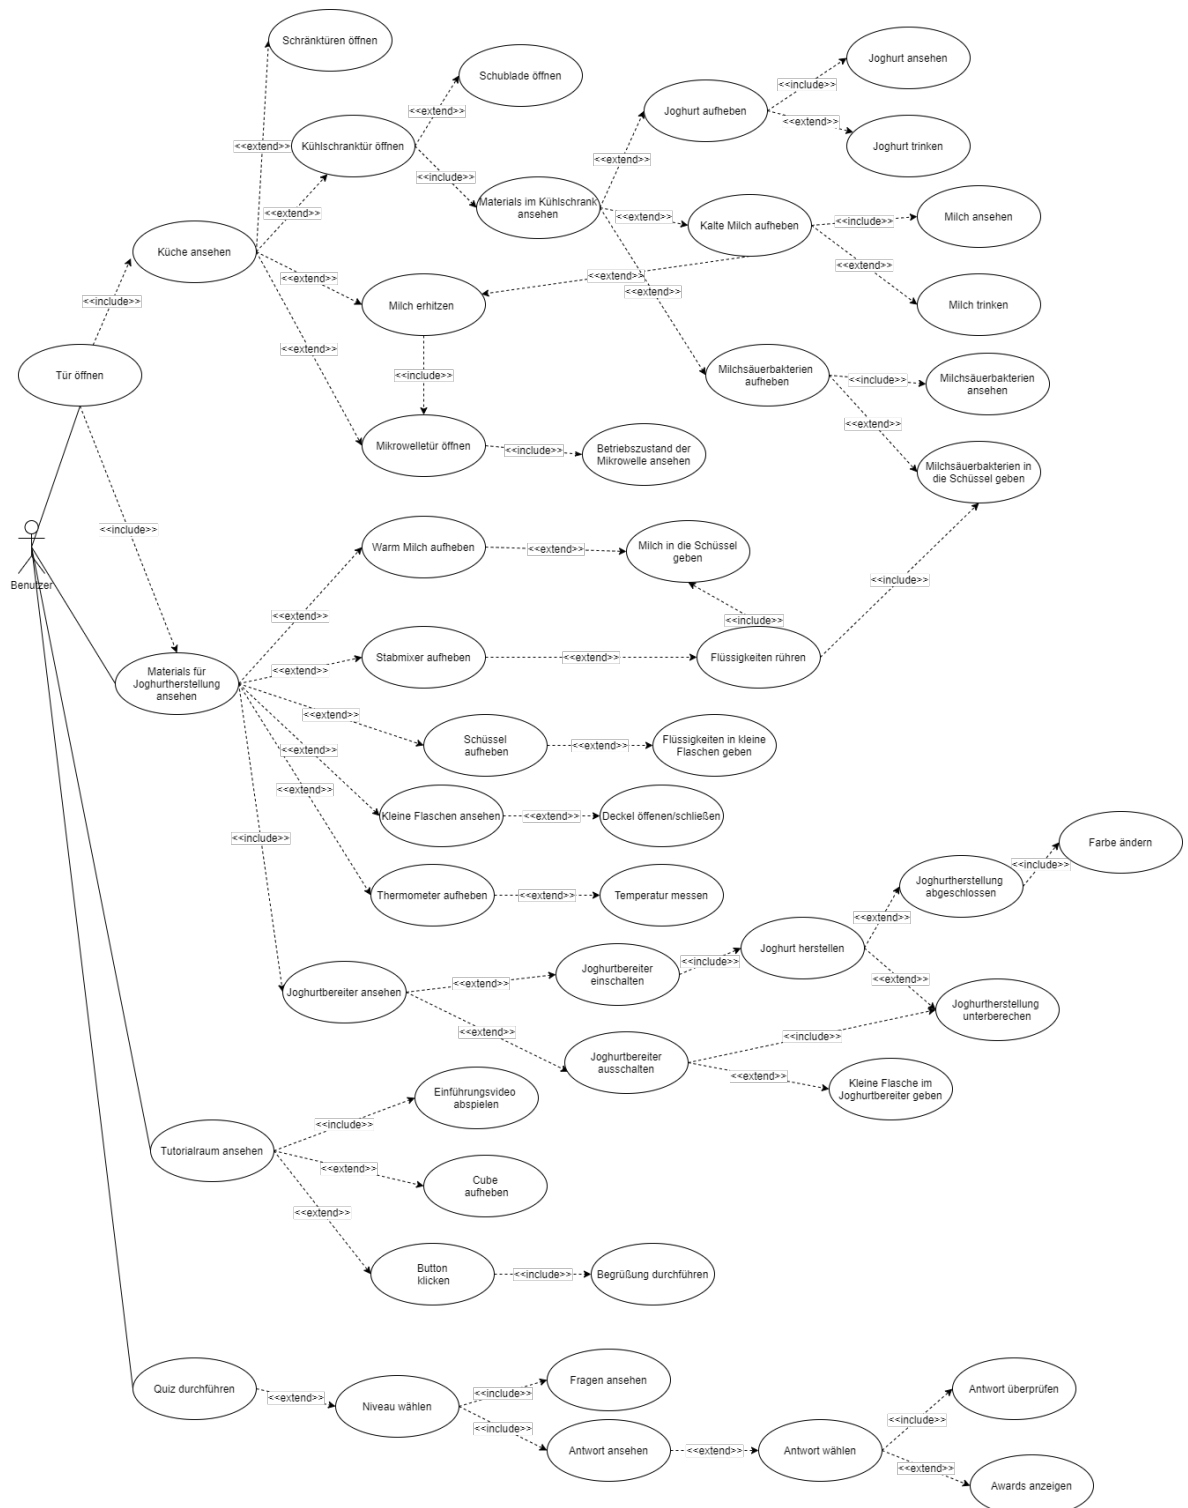 Schränktüren öffnen
Schublade öffnen
Joghurt ansehen
<<include>>
<<extend>>
Joghurt aufheben
<<extend>>
Joghurt trinken
<<extend>>
Kühlschranktür öffnen
<<extend>>
<<include>>
Materials im Kühlschrank
ansehen
<<extend>>
<<extend>>
Kalte Milch aufheben
<<include>>
Milch ansehen
Küche ansehen
<<extend>>
<<extend>>
<<extend>>
<<extend>>
<<include>>
Milch erhitzen
Milch trinken
<<extend>>
<<include>>
Tür öffnen
Milchsäuerbakterien
aufheben
<<include>>
Milchsäuerbakterien
ansehen
<<extend>>
Mikrowelletür öffnen
<<include>>
Betriebszustand der
Mikrowelle ansehen
Milchsäuerbakterien in
die Schüssel geben
<<include>>
Benutzer
Warm Milch aufheben
<<extend>>
Milch in die Schüssel
geben
<<include>>
<<extend>>
<<include>>
Materials für
Joghurtherstellung
ansehen
<<extend>>
Stabmixer aufheben
<<extend>>
Flüssigkeiten rühren
<<extend>>
Schüssel
aufheben
<<extend>>
Flüssigkeiten in kleine
Flaschen geben
<<extend>>
<<extend>>
Kleine Flaschen ansehen
<<extend>>
Deckel öffenen/schließen
<<include>>
Farbe ändern
<<include>>
Thermometer aufheben
<<extend>>
Temperatur messen
Joghurtherstellung
abgeschlossen
<<extend>>
Joghurt herstellen
<<include>>
Joghurtbereiter
einschalten
<<extend>>
Joghurtbereiter ansehen
<<extend>>
Joghurtherstellung
unterberechen
<<extend>>
<<include>>
Joghurtbereiter
ausschalten
<<extend>>
Kleine Flasche im
Joghurtbereiter geben
Einführungsvideo
abspielen
<<include>>
Tutorialraum ansehen
<<extend>>
Cube
aufheben
<<extend>>
Button
klicken
<<include>>
Begrüßung durchführen
Quiz durchführen
<<extend>>
Niveau wählen
<<include>>
Fragen ansehen
<<include>>
Antwort ansehen
<<extend>>
Antwort wählen
<<include>>
Antwort überprüfen
<<extend>>
Awards anzeigen